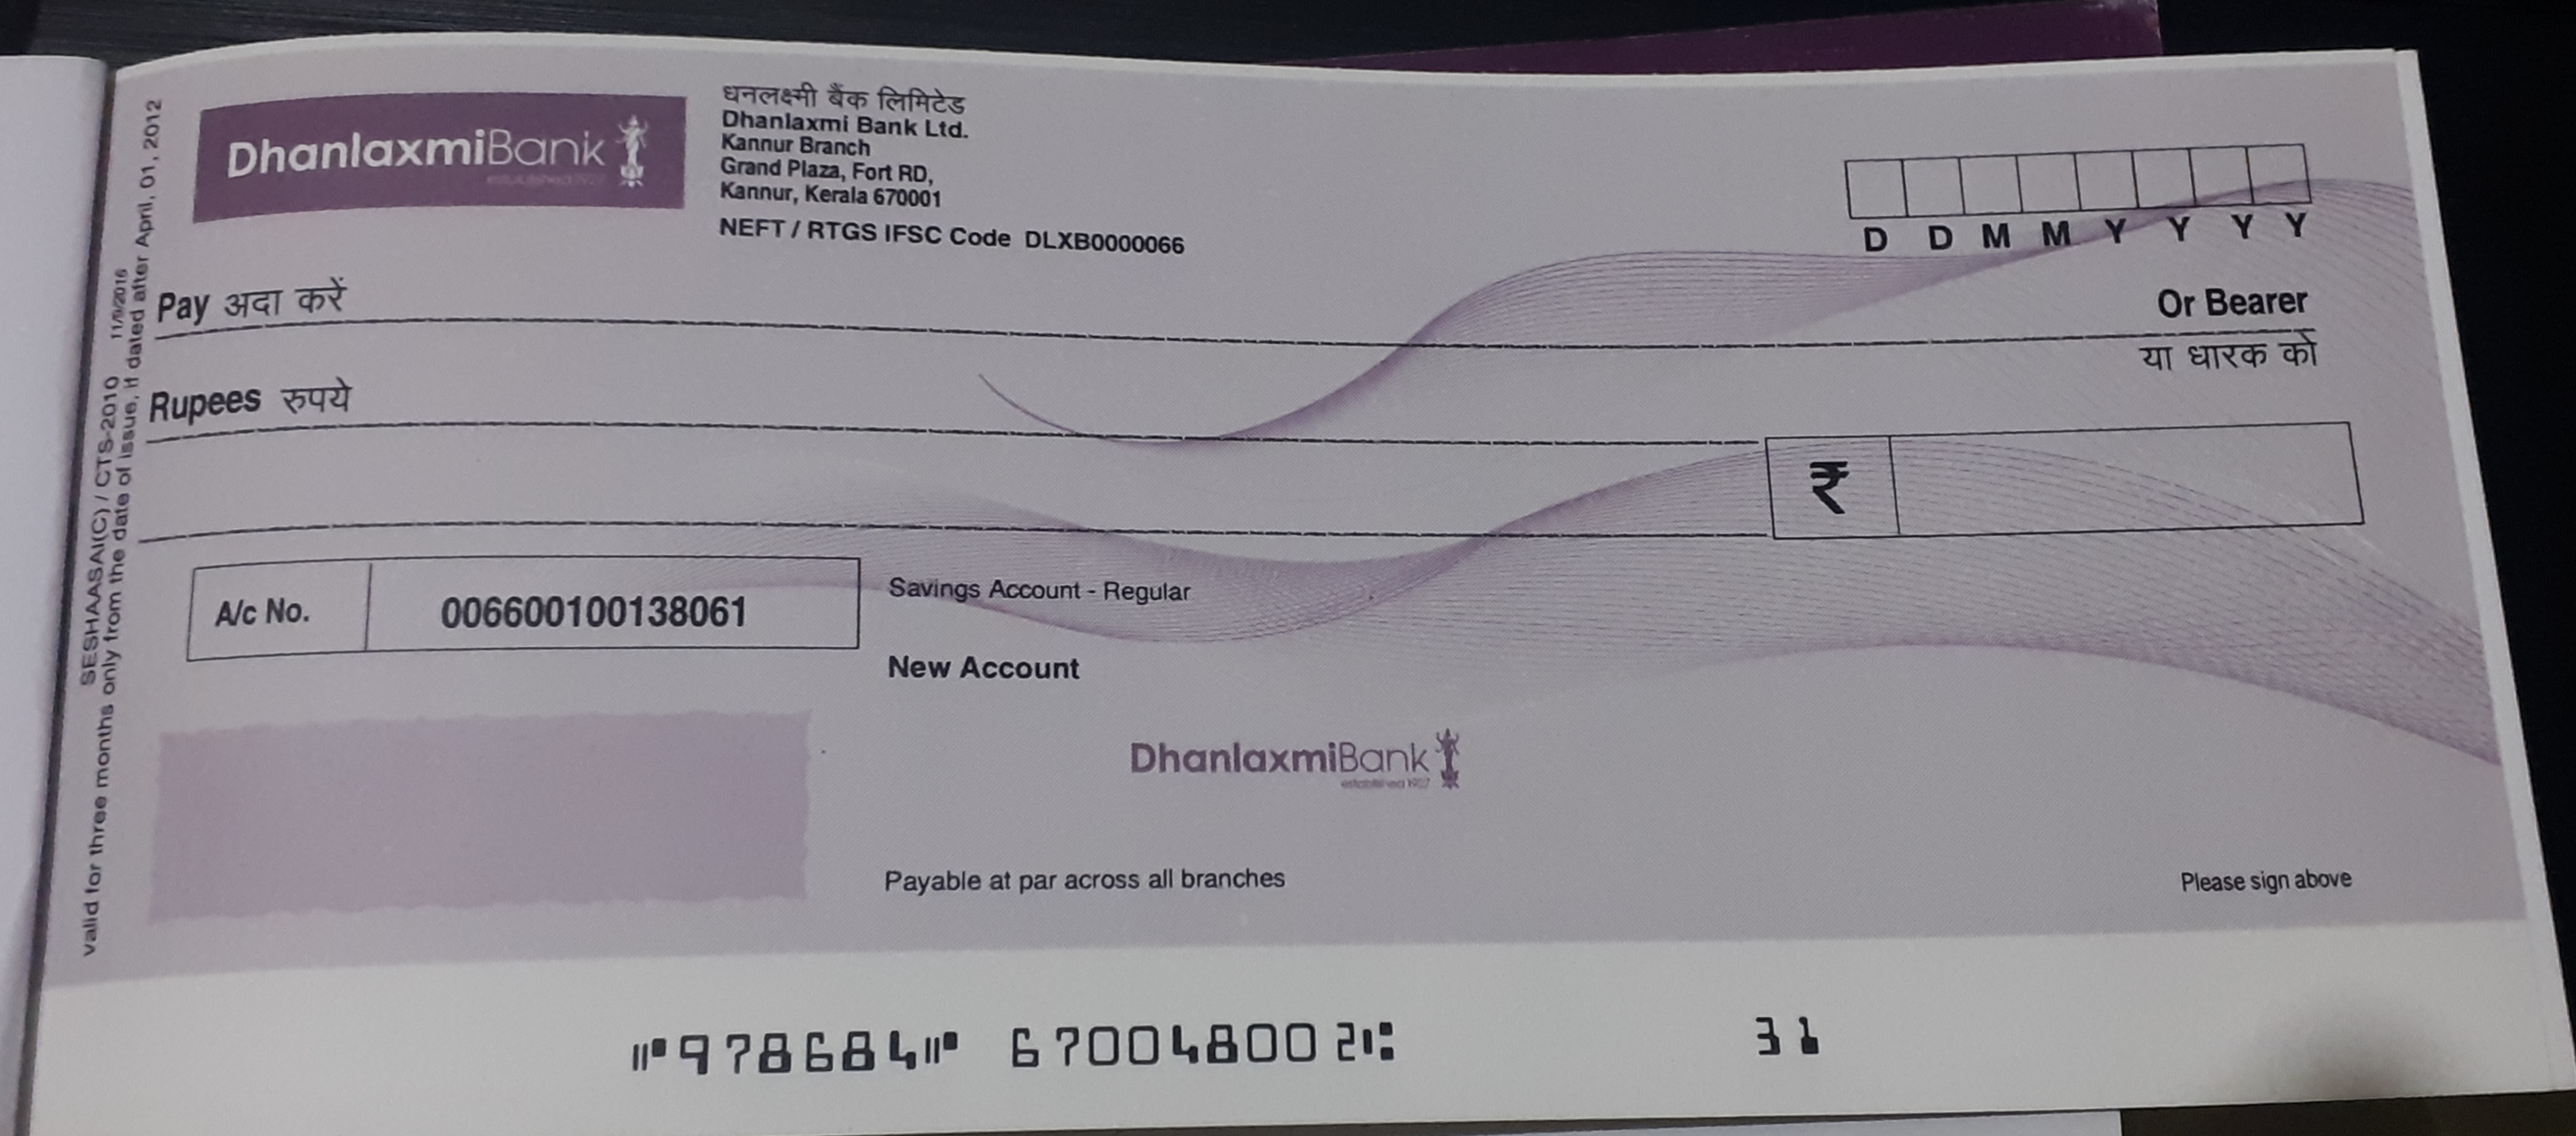 valid for three months only from the date of issue, if dated after April, 01, 2012
SESHAASAI(C) / CTS-2010 11/9/2016
DhanlaxmiBank
established 1927
धनलक्ष्मी बैंक लिमिटेड
Dhanlaxmi Bank Ltd.
Kannur Branch
Grand Plaza, Fort RD,
Kannur, Kerala 670001
NEFT / RTGS IFSC Code DLXB0000066
D D M M Y Y Y Y
Pay अदा करें
Or Bearer
या धारक को
Rupees रुपये
₹
A/c No. 006600100138061
Savings Account - Regular
New Account
DhanlaxmiBank
established 1927
Payable at par across all branches
Please sign above
⑈978684⑈ 670048002⑆ 31